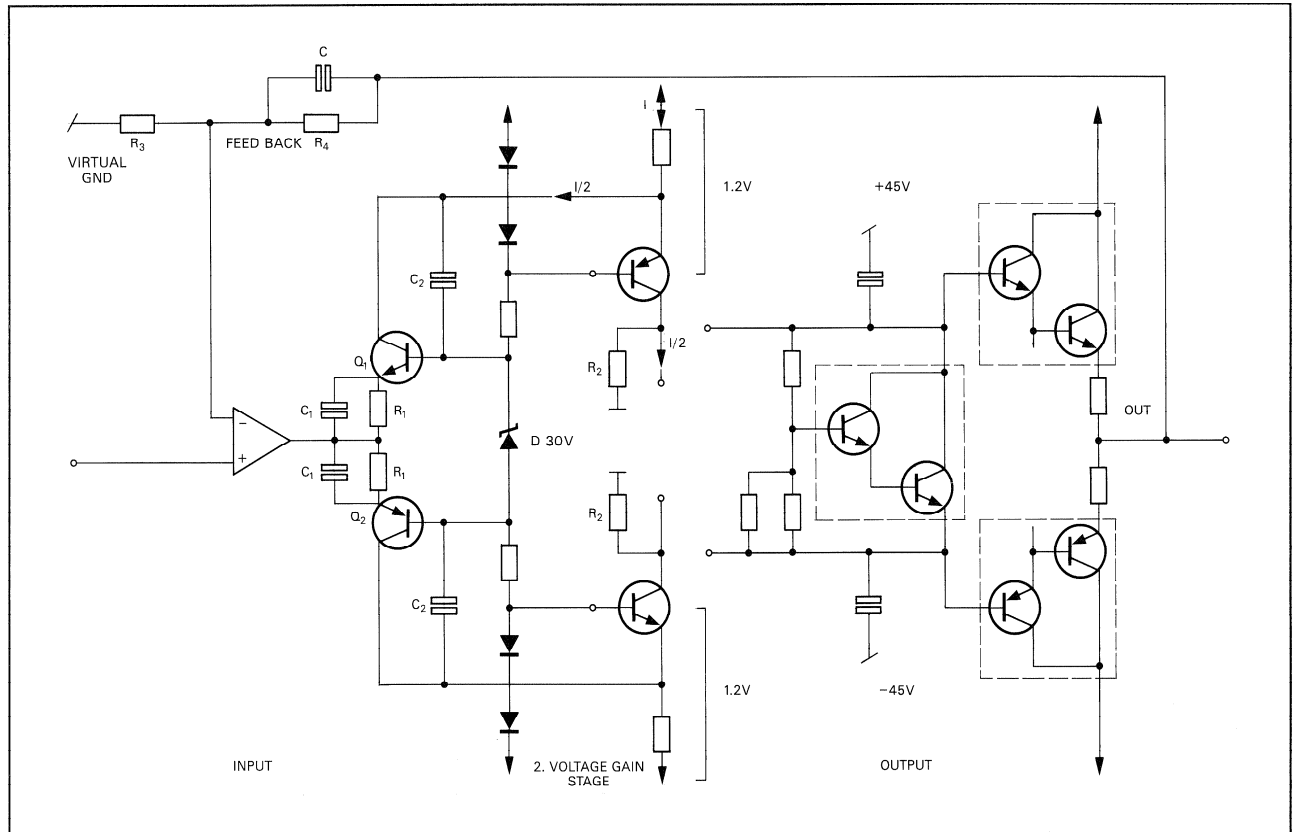 C
R3
FEED BACK
R4
VIRTUAL
GND
I
1.2V
+45V
I/2
C2
Q1
I/2
R2
C1
R1
OUT
D 30V
C1
R1
R2
Q2
C2
1.2V
−45V
INPUT
2. VOLTAGE GAIN
STAGE
OUTPUT